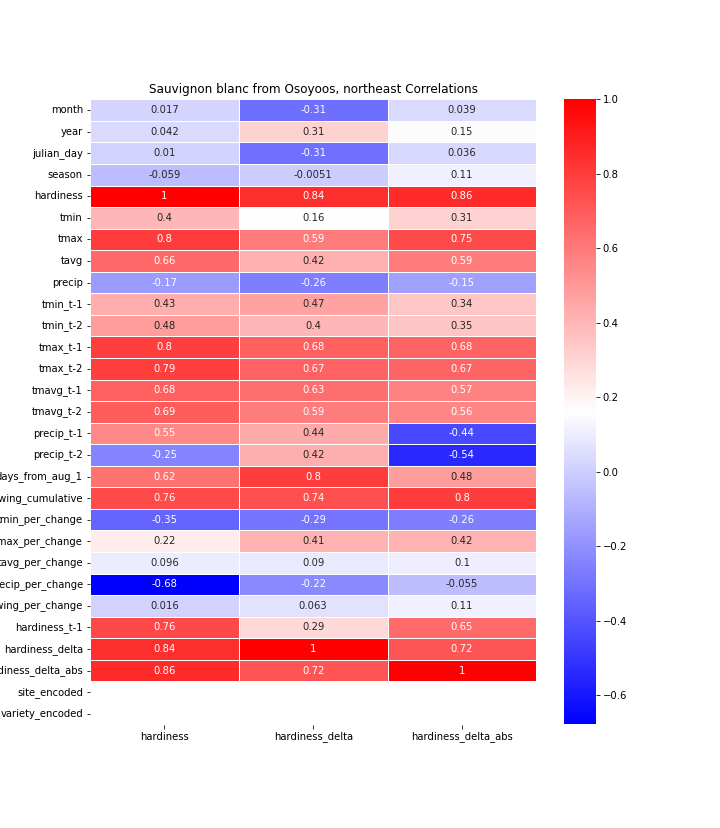 Sauvignon blanc from Osoyoos, northeast Correlations
month 0.017 -0.31 0.039
year 0.042 0.31 0.15
julian_day 0.01 -0.31 0.036
season -0.059 -0.0051 0.11
hardiness 1 0.84 0.86
tmin 0.4 0.16 0.31
tmax 0.8 0.59 0.75
tavg 0.66 0.42 0.59
precip -0.17 -0.26 -0.15
tmin_t-1 0.43 0.47 0.34
tmin_t-2 0.48 0.4 0.35
tmax_t-1 0.8 0.68 0.68
tmax_t-2 0.79 0.67 0.67
tmavg_t-1 0.68 0.63 0.57
tmavg_t-2 0.69 0.59 0.56
precip_t-1 0.55 0.44 -0.44
precip_t-2 -0.25 0.42 -0.54
days_from_aug_1 0.62 0.8 0.48
wing_cumulative 0.76 0.74 0.8
tmin_per_change -0.35 -0.29 -0.26
max_per_change 0.22 0.41 0.42
tavg_per_change 0.096 0.09 0.1
ecip_per_change -0.68 -0.22 -0.055
wing_per_change 0.016 0.063 0.11
hardiness_t-1 0.76 0.29 0.65
hardiness_delta 0.84 1 0.72
diness_delta_abs 0.86 0.72 1
site_encoded
variety_encoded
hardiness hardiness_delta hardiness_delta_abs
1.0
0.8
0.6
0.4
0.2
0.0
−0.2
−0.4
−0.6